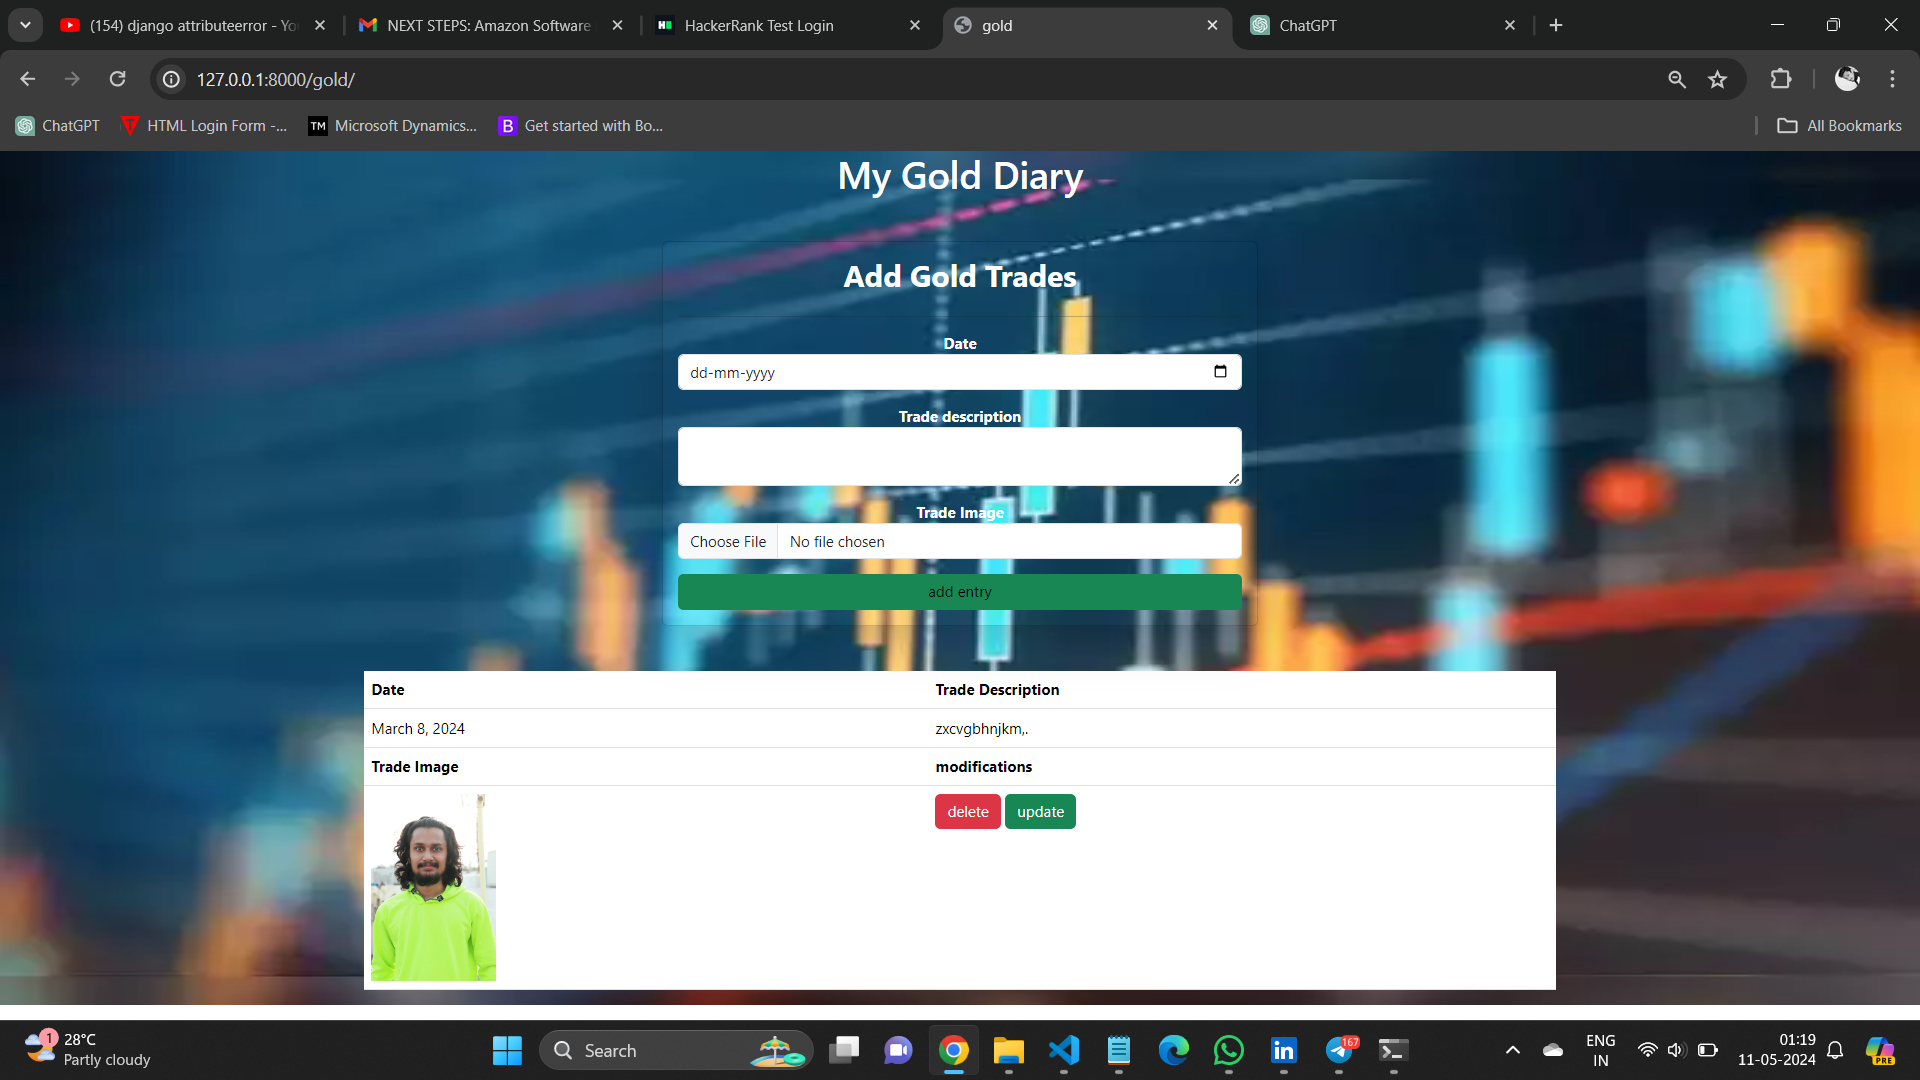 (154) django attributeerror - Yo
NEXT STEPS: Amazon Software
HackerRank Test Login
gold
ChatGPT
127.0.0.1:8000/gold/
ChatGPT
HTML Login Form -...
TM
Microsoft Dynamics...
B
Get started with Bo...
All Bookmarks
My Gold Diary
Add Gold Trades
Date
dd-mm-yyyy
Trade description
Trade Image
Choose File
No file chosen
add entry
Date
Trade Description
March 8, 2024
zxcvgbhnjkm,.
Trade Image
modifications
delete
update
1
28°C
Partly cloudy
Search
167
ENG
IN
01:19
11-05-2024
PRE